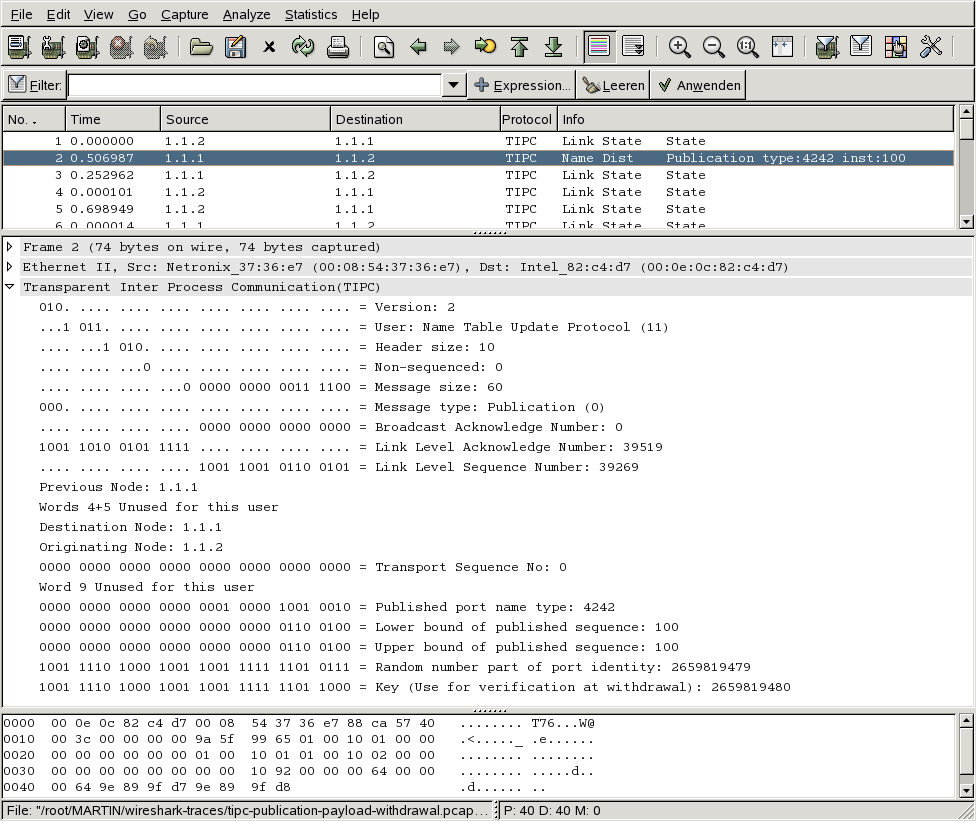 File Edit View Go Capture Analyze Statistics Help
Filter: Expression... Leeren Anwenden
No. . Time Source Destination Protocol Info
1 0.000000 1.1.2 1.1.1 TIPC Link State State
2 0.506987 1.1.1 1.1.2 TIPC Name Dist Publication type:4242 inst:100
3 0.252962 1.1.1 1.1.2 TIPC Link State State
4 0.000101 1.1.2 1.1.1 TIPC Link State State
5 0.698949 1.1.2 1.1.1 TIPC Link State State
6 0.000014 1.1.1 1.1.2 TIPC Link State State
Frame 2 (74 bytes on wire, 74 bytes captured)
Ethernet II, Src: Netronix_37:36:e7 (00:08:54:37:36:e7), Dst: Intel_82:c4:d7 (00:0e:0c:82:c4:d7)
Transparent Inter Process Communication(TIPC)
010. .... .... .... .... .... .... .... = Version: 2
...1 011. .... .... .... .... .... .... = User: Name Table Update Protocol (11)
.... ...1 010. .... .... .... .... .... = Header size: 10
.... .... ...0 .... .... .... .... .... = Non-sequenced: 0
.... .... .... ...0 0000 0000 0011 1100 = Message size: 60
000. .... .... .... .... .... .... .... = Message type: Publication (0)
.... .... .... .... 0000 0000 0000 0000 = Broadcast Acknowledge Number: 0
1001 1010 0101 1111 .... .... .... .... = Link Level Acknowledge Number: 39519
.... .... .... .... 1001 1001 0110 0101 = Link Level Sequence Number: 39269
Previous Node: 1.1.1
Words 4+5 Unused for this user
Destination Node: 1.1.1
Originating Node: 1.1.2
0000 0000 0000 0000 0000 0000 0000 0000 = Transport Sequence No: 0
Word 9 Unused for this user
0000 0000 0000 0000 0001 0000 1001 0010 = Published port name type: 4242
0000 0000 0000 0000 0000 0000 0110 0100 = Lower bound of published sequence: 100
0000 0000 0000 0000 0000 0000 0110 0100 = Upper bound of published sequence: 100
1001 1110 1000 1001 1001 1111 1101 0111 = Random number part of port identity: 2659819479
1001 1110 1000 1001 1001 1111 1101 1000 = Key (Use for verification at withdrawal): 2659819480
0000 00 0e 0c 82 c4 d7 00 08 54 37 36 e7 88 ca 57 40 ........ T76...W@
0010 00 3c 00 00 00 00 9a 5f 99 65 01 00 10 01 00 00 .<....._ .e......
0020 00 00 00 00 00 00 01 00 10 01 01 00 10 02 00 00 ........ ........
0030 00 00 00 00 00 00 00 00 10 92 00 00 00 64 00 00 ........ .....d..
0040 00 64 9e 89 9f d7 9e 89 9f d8 .d...... ..
File: "/root/MARTIN/wireshark-traces/tipc-publication-payload-withdrawal.pcap... P: 40 D: 40 M: 0